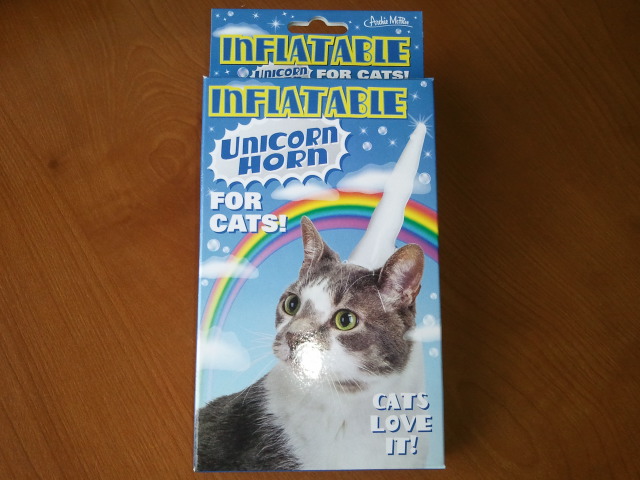 Archie McPhee
INFLATABLE
UNICORN FOR CATS!
INFLATABLE
UNICORN
HORN
FOR
CATS!
CATS
LOVE
IT!